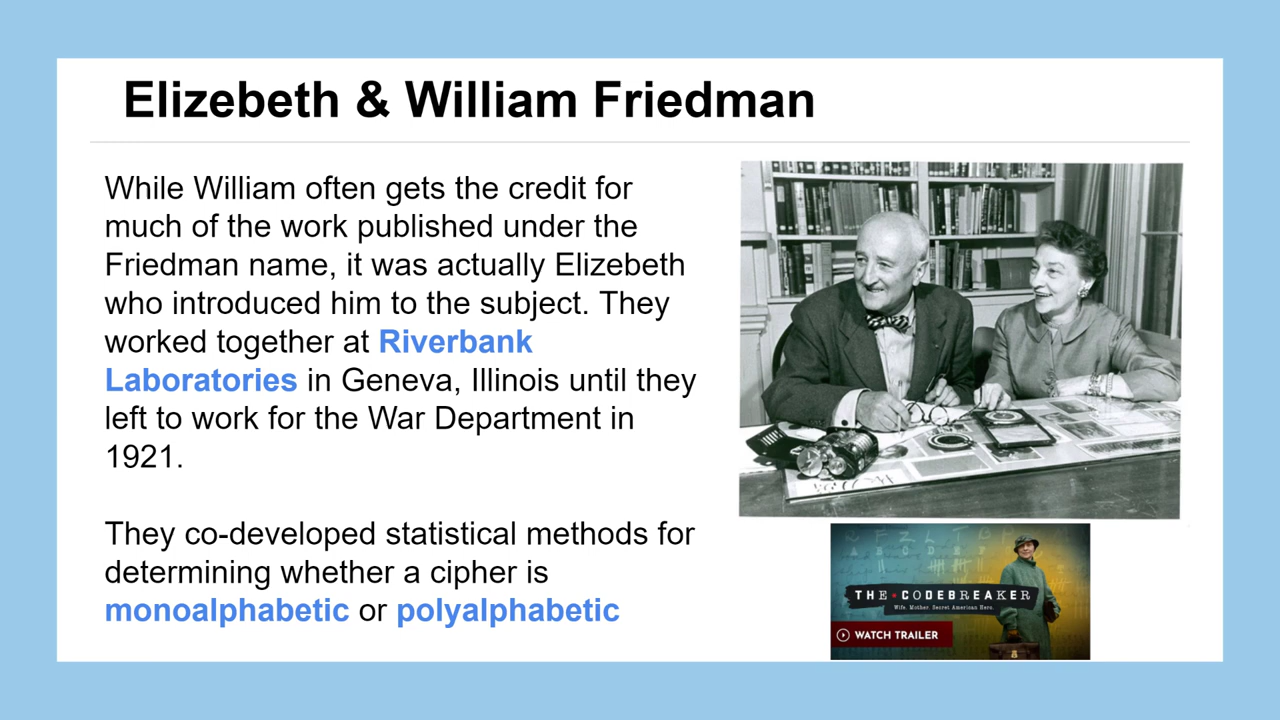 Elizebeth & William Friedman
While William often gets the credit for
much of the work published under the
Friedman name, it was actually Elizebeth
who introduced him to the subject. They
worked together at Riverbank
Laboratories in Geneva, Illinois until they
left to work for the War Department in
1921.
They co-developed statistical methods for
determining whether a cipher is
monoalphabetic or polyalphabetic
THE CODEBREAKER
Wife. Mother. Secret American Hero.
WATCH TRAILER